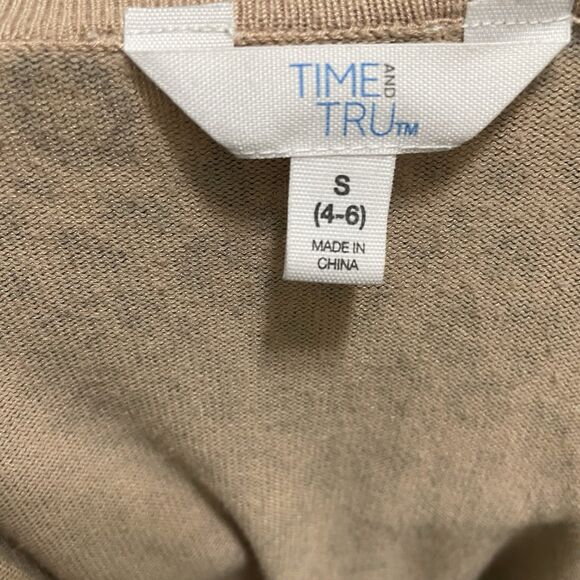 TIME AND
TRU™
S
(4-6)
MADE IN
CHINA